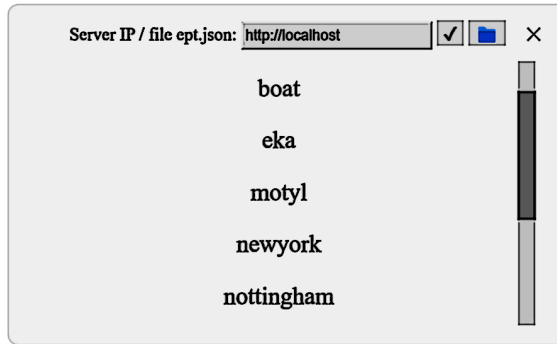 Server IP / file ept.json: http://localhost
boat
eka
motyl
newyork
nottingham